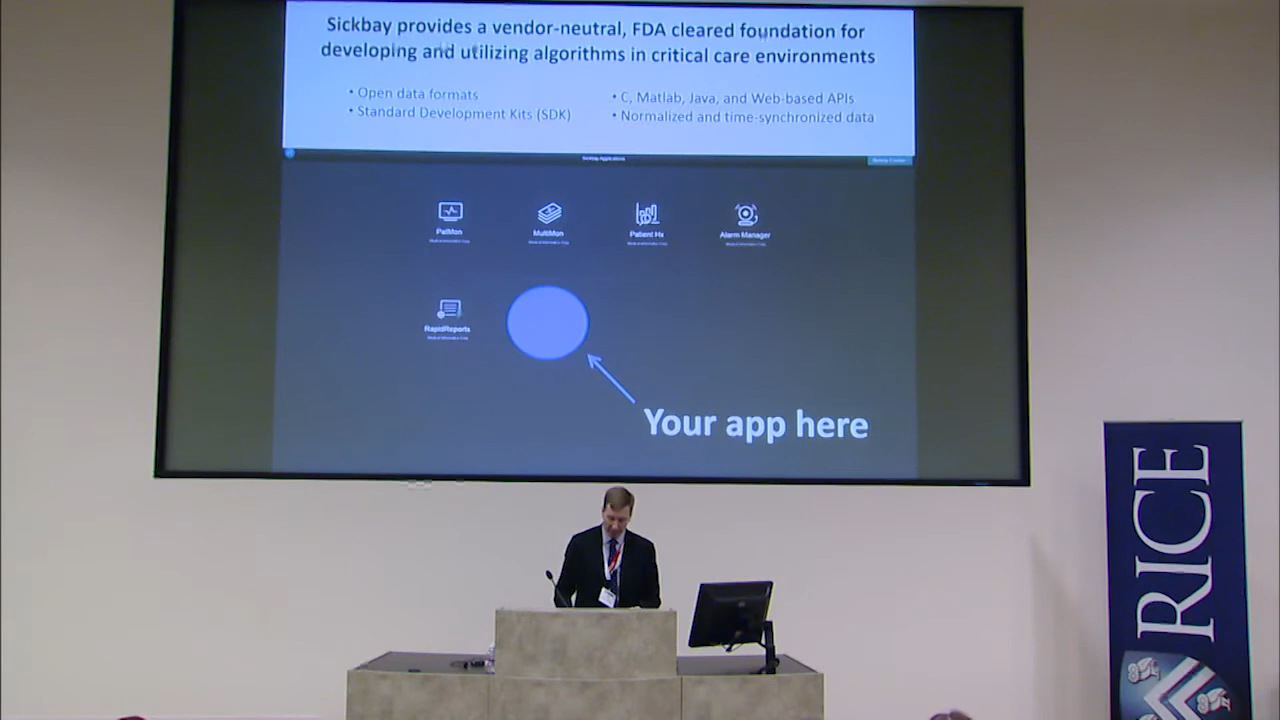 Sickbay provides a vendor-neutral, FDA cleared foundation for
developing and utilizing algorithms in critical care environments
• Open data formats
• Standard Development Kits (SDK)
• C, Matlab, Java, and Web-based APIs
• Normalized and time-synchronized data
Sickbay Applications
PatMon
MultiMon
Patient Hx
Alarm Manager
RapidReports
Your app here
RICE